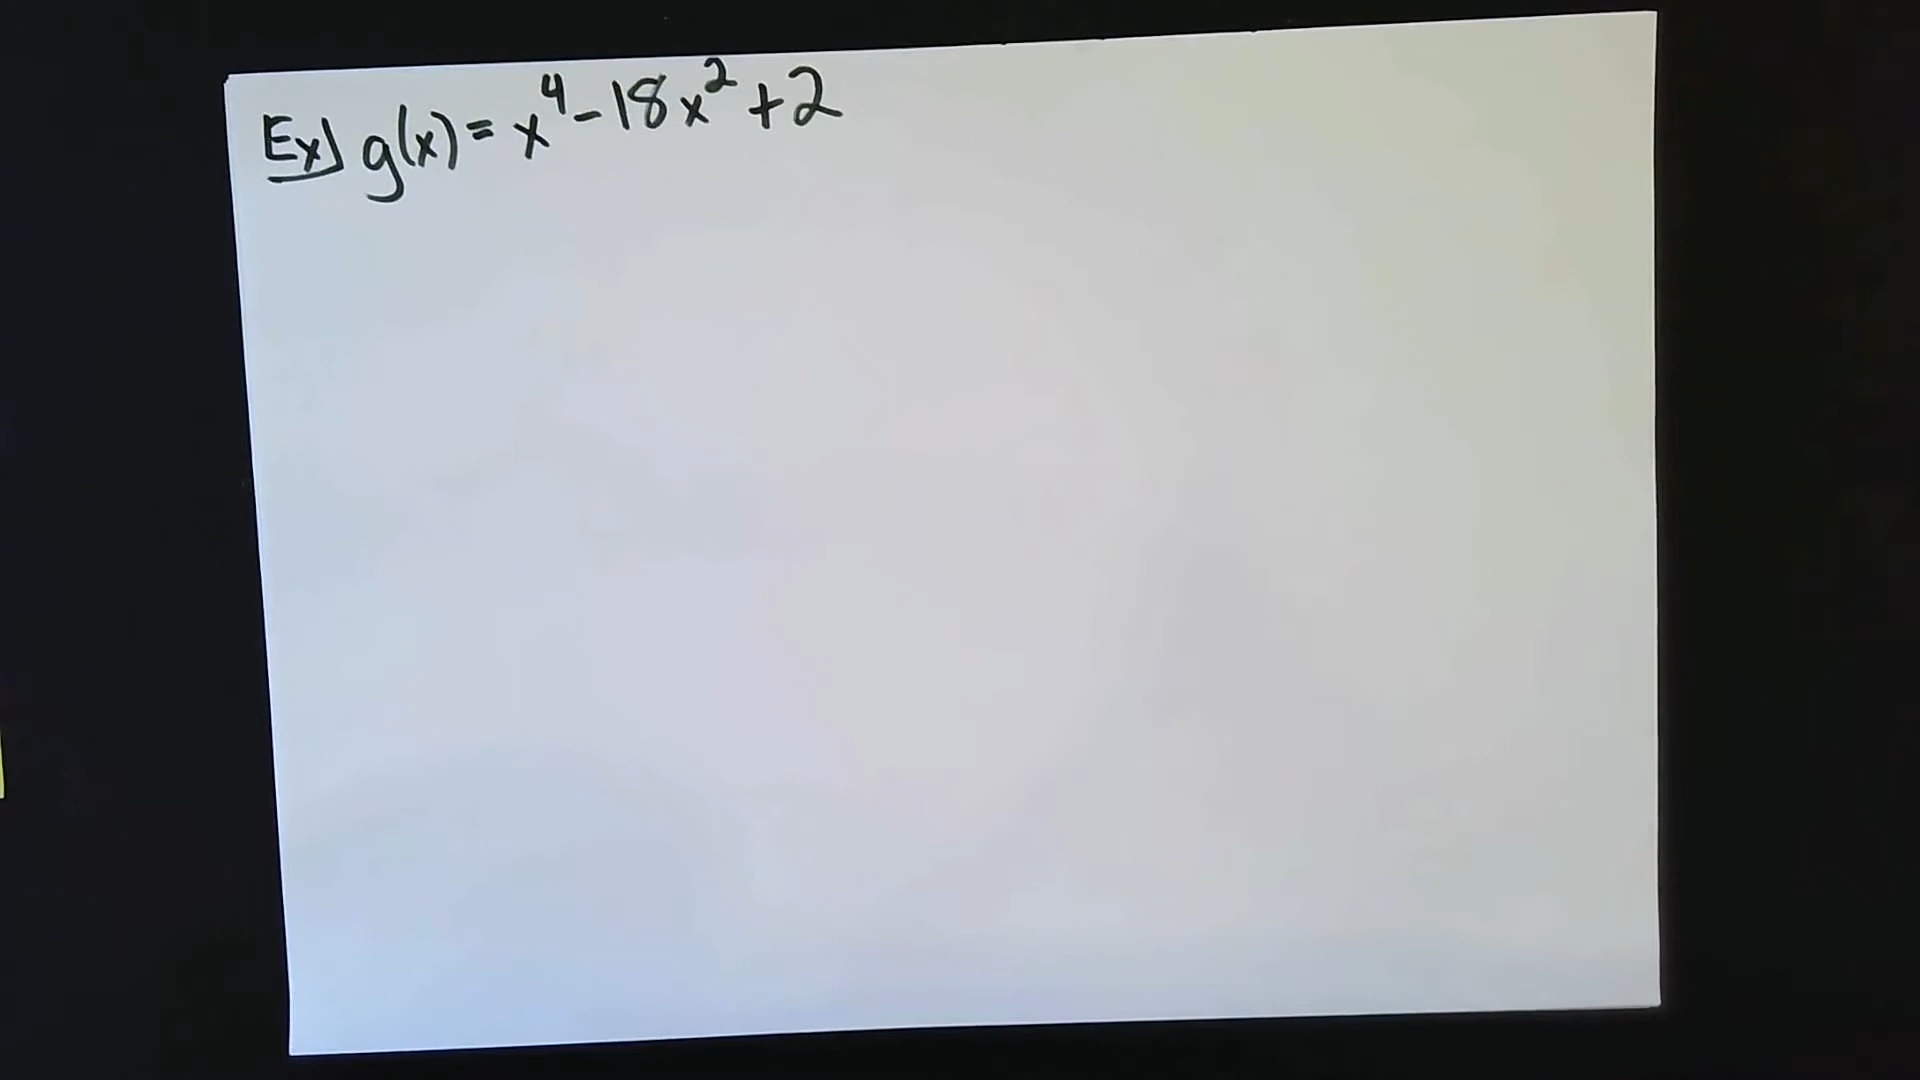 Ex] g(x) = x⁴ - 18x² + 2